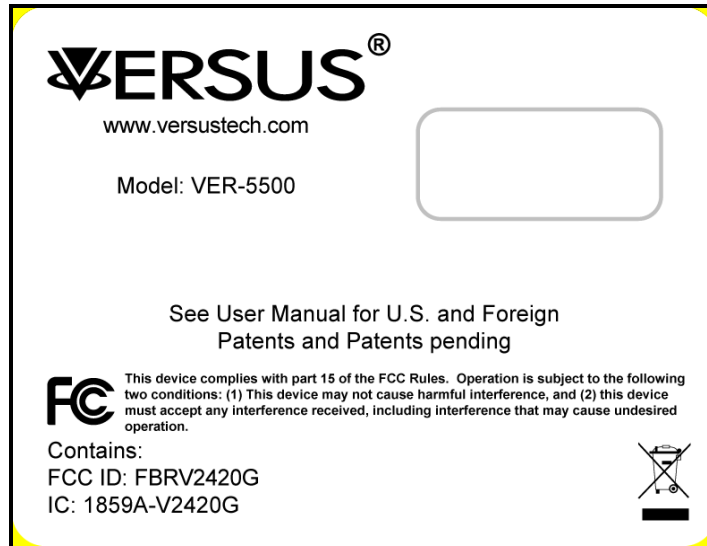 VERSUS®
www.versustech.com
Model: VER-5500
See User Manual for U.S. and Foreign
Patents and Patents pending
FC This device complies with part 15 of the FCC Rules.  Operation is subject to the following
two conditions: (1) This device may not cause harmful interference, and (2) this device
must accept any interference received, including interference that may cause undesired
operation.
Contains:
FCC ID: FBRV2420G
IC: 1859A-V2420G